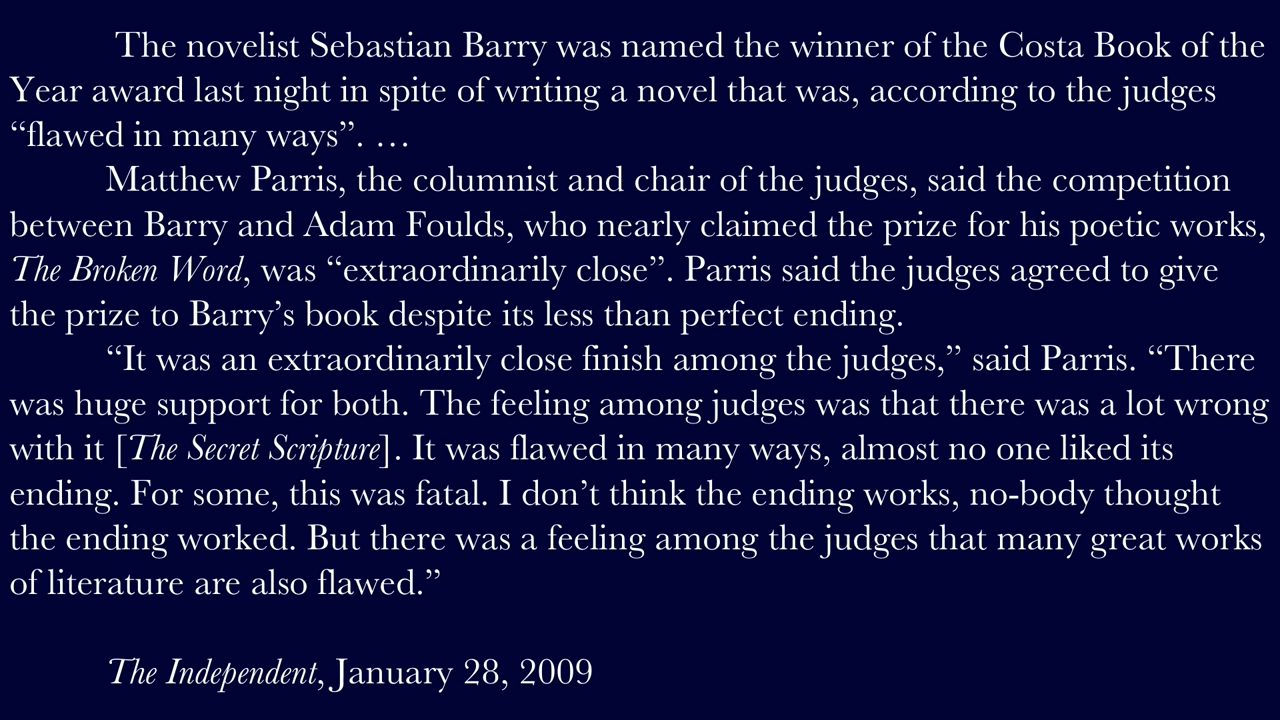 The novelist Sebastian Barry was named the winner of the Costa Book of the
Year award last night in spite of writing a novel that was, according to the judges
“flawed in many ways”. …
Matthew Parris, the columnist and chair of the judges, said the competition
between Barry and Adam Foulds, who nearly claimed the prize for his poetic works,
The Broken Word, was “extraordinarily close”. Parris said the judges agreed to give
the prize to Barry’s book despite its less than perfect ending.
“It was an extraordinarily close finish among the judges,” said Parris. “There
was huge support for both. The feeling among judges was that there was a lot wrong
with it [The Secret Scripture]. It was flawed in many ways, almost no one liked its
ending. For some, this was fatal. I don’t think the ending works, no-body thought
the ending worked. But there was a feeling among the judges that many great works
of literature are also flawed.”
The Independent, January 28, 2009